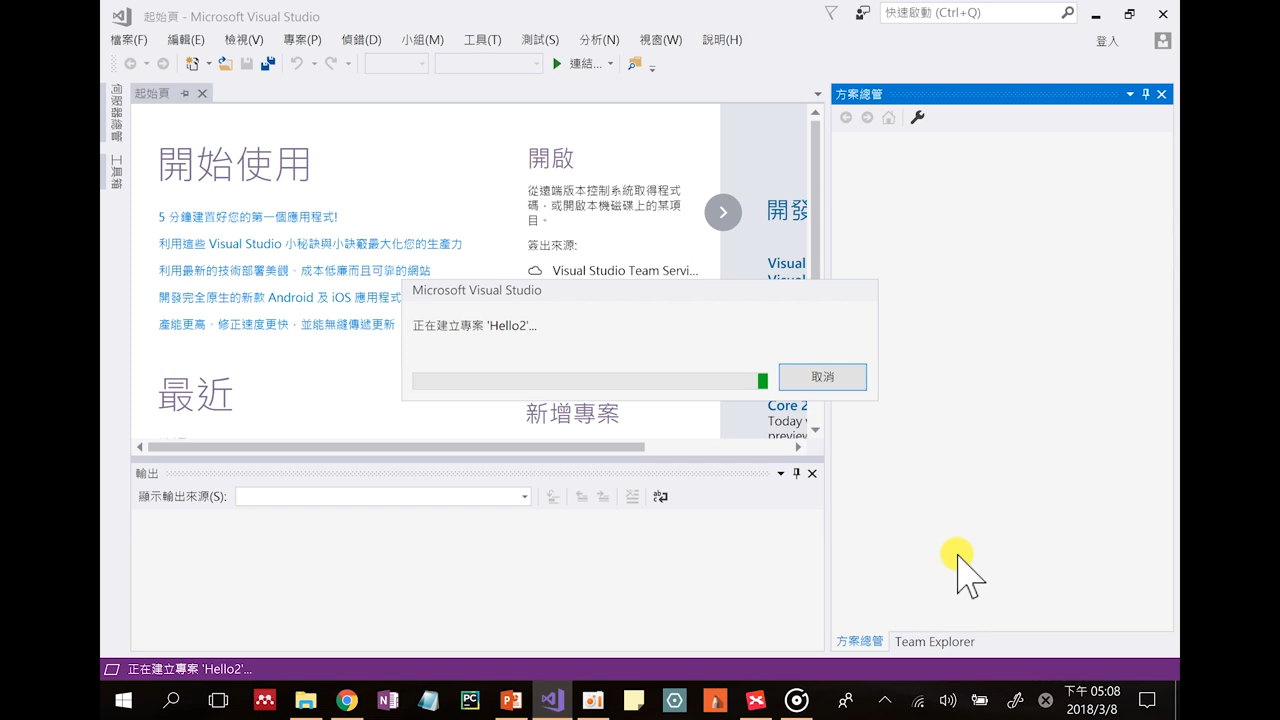 起始頁 - Microsoft Visual Studio
快速啟動 (Ctrl+Q)
檔案(F) 編輯(E) 檢視(V) 專案(P) 偵錯(D) 小組(M) 工具(T) 測試(S) 分析(N) 視窗(W) 說明(H)
登入
連結...
伺服器總管
工具箱
起始頁
開始使用
5 分鐘建置好您的第一個應用程式!
利用這些 Visual Studio 小秘訣與小訣竅最大化您的生產力
利用最新的技術部署美觀、成本低廉而且可靠的網站
開發完全原生的新款 Android 及 iOS 應用程式
產能更高、修正速度更快，並能無縫傳遞更新
最近
開啟
從遠端版本控制系統取得程式
碼，或開啟本機磁碟上的某項
目。
簽出來源:
Visual Studio Team Servi...
新增專案
開發
Visual
Core 2
Today
preview
Microsoft Visual Studio
正在建立專案 'Hello2'...
取消
輸出
顯示輸出來源(S):
方案總管
方案總管 Team Explorer
正在建立專案 'Hello2'...
下午 05:08
2018/3/8